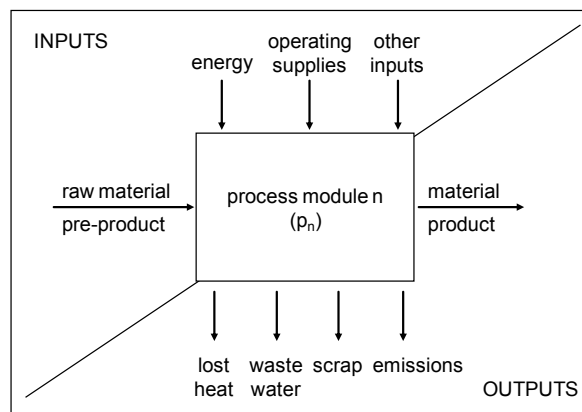 INPUTS
energy
operating
supplies
other
inputs
raw material
pre-product
process module n
(pₙ)
material
product
lost
heat
waste
water
scrap
emissions
OUTPUTS